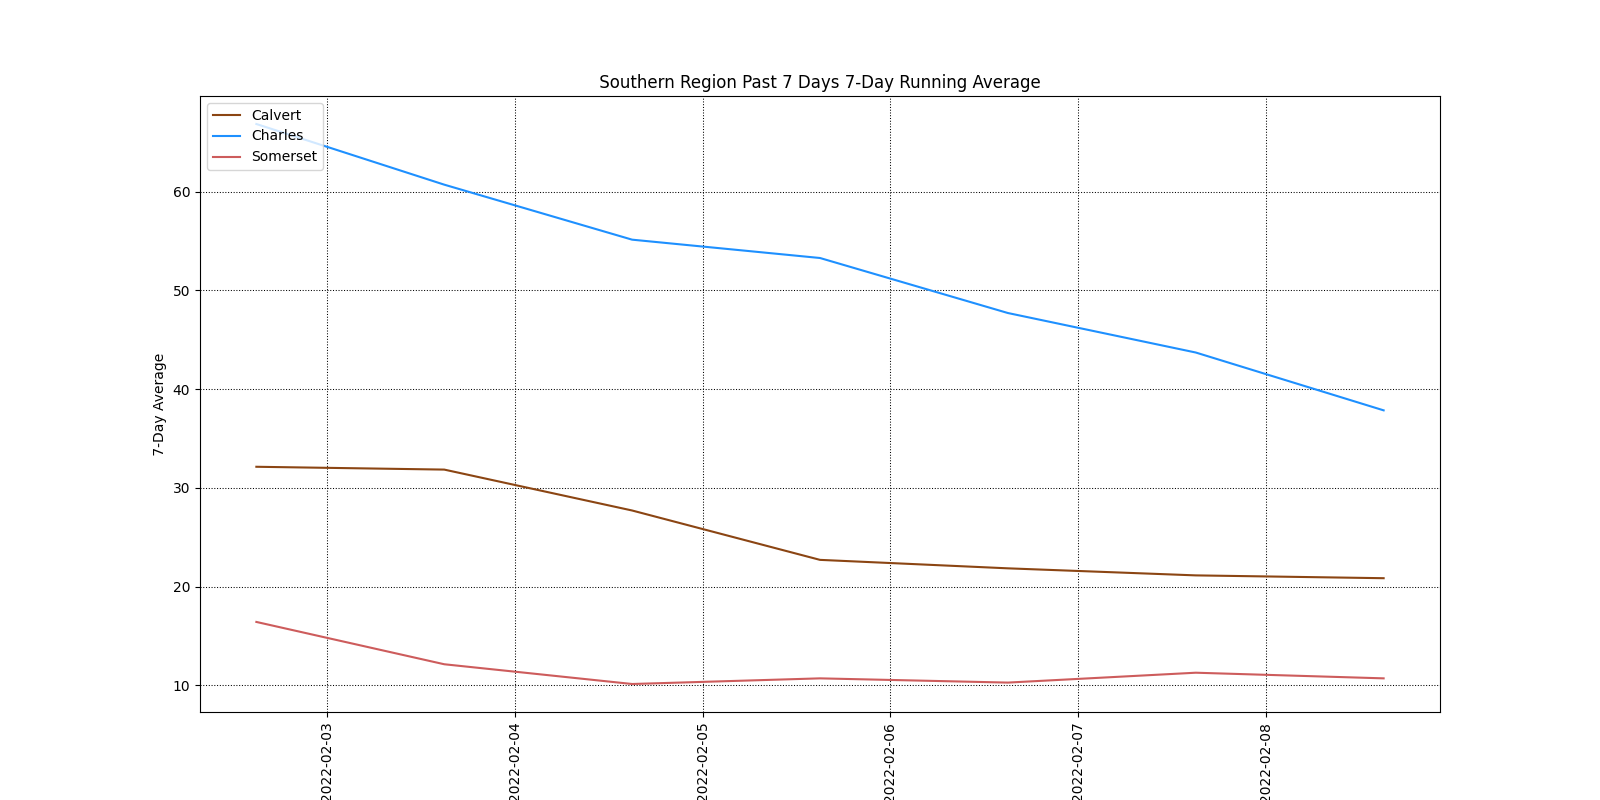 Southern Region Past 7 Days 7-Day Running Average
Calvert
Charles
Somerset
7-Day Average
60
50
40
30
20
10
2022-02-03
2022-02-04
2022-02-05
2022-02-06
2022-02-07
2022-02-08